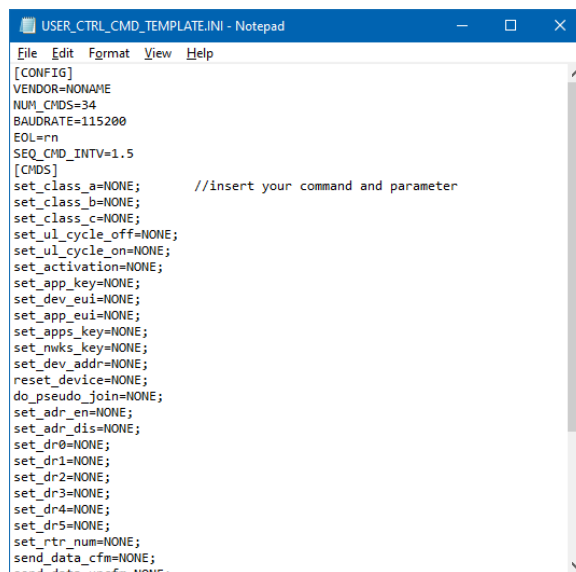 USER_CTRL_CMD_TEMPLATE.INI - Notepad
File Edit Format View Help
[CONFIG]
VENDOR=NONAME
NUM_CMDS=34
BAUDRATE=115200
EOL=rn
SEQ_CMD_INTV=1.5
[CMDS]
set_class_a=NONE; //insert your command and parameter
set_class_b=NONE;
set_class_c=NONE;
set_ul_cycle_off=NONE;
set_ul_cycle_on=NONE;
set_activation=NONE;
set_app_key=NONE;
set_dev_eui=NONE;
set_app_eui=NONE;
set_apps_key=NONE;
set_nwks_key=NONE;
set_dev_addr=NONE;
reset_device=NONE;
do_pseudo_join=NONE;
set_adr_en=NONE;
set_adr_dis=NONE;
set_dr0=NONE;
set_dr1=NONE;
set_dr2=NONE;
set_dr3=NONE;
set_dr4=NONE;
set_dr5=NONE;
set_rtr_num=NONE;
send_data_cfm=NONE;